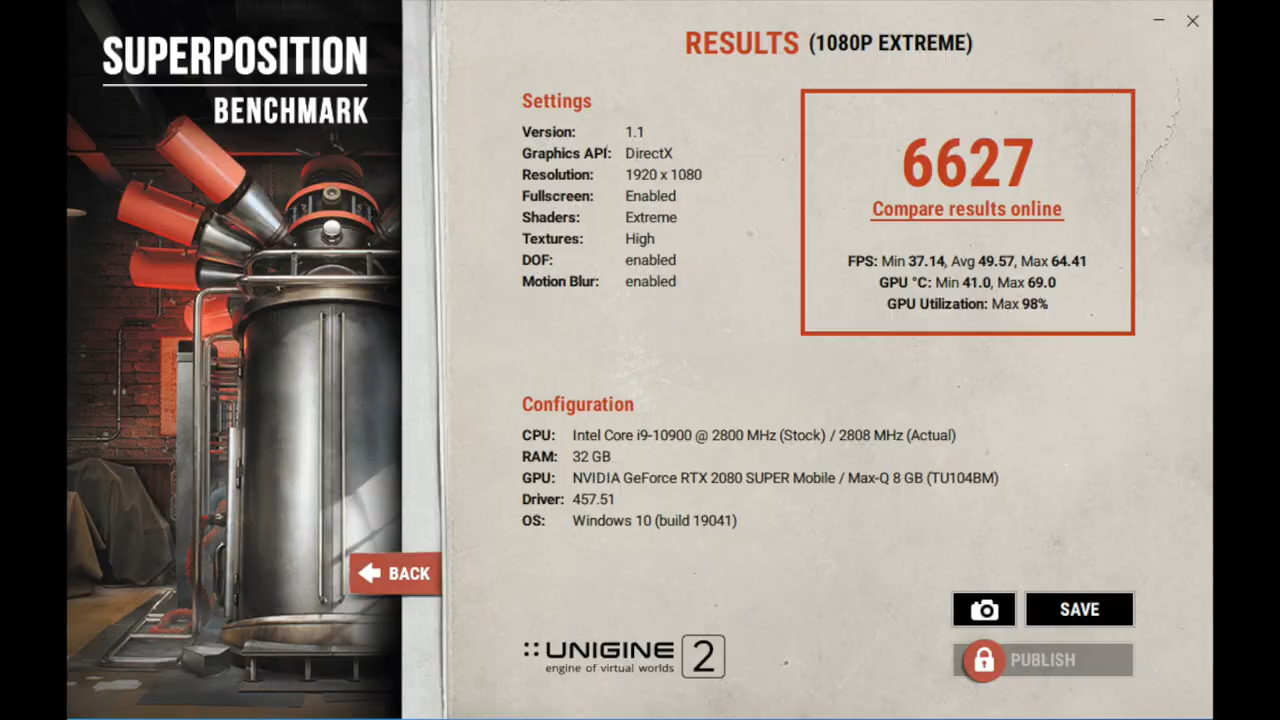 SUPERPOSITION
BENCHMARK
RESULTS (1080P EXTREME)
Settings
Version: 1.1
Graphics API: DirectX
Resolution: 1920 x 1080
Fullscreen: Enabled
Shaders: Extreme
Textures: High
DOF: enabled
Motion Blur: enabled
6627
Compare results online
FPS: Min 37.14, Avg 49.57, Max 64.41
GPU °C: Min 41.0, Max 69.0
GPU Utilization: Max 98%
Configuration
CPU: Intel Core i9-10900 @ 2800 MHz (Stock) / 2808 MHz (Actual)
RAM: 32 GB
GPU: NVIDIA GeForce RTX 2080 SUPER Mobile / Max-Q 8 GB (TU104BM)
Driver: 457.51
OS: Windows 10 (build 19041)
BACK
SAVE
PUBLISH
UNIGINE 2
engine of virtual worlds